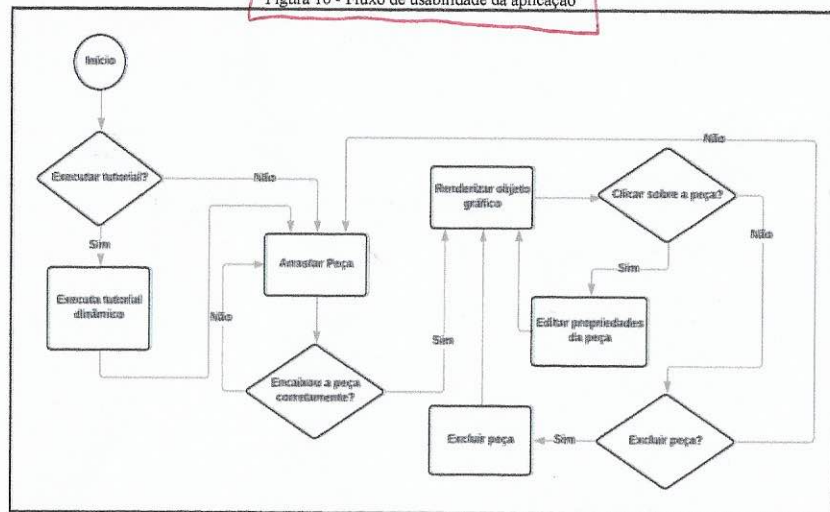 Figura 10 - Fluxo de usabilidade da aplicação
Início
Executar tutorial?
Não
Sim
Executa tutorial
dinâmico
Arrastar Peça
Não
Encaixou a peça
corretamente?
Sim
Renderizar objeto
gráfico
Clicar sobre a peça?
Não
Não
Sim
Editar propriedades
da peça
Excluir peça?
Sim
Excluir peça